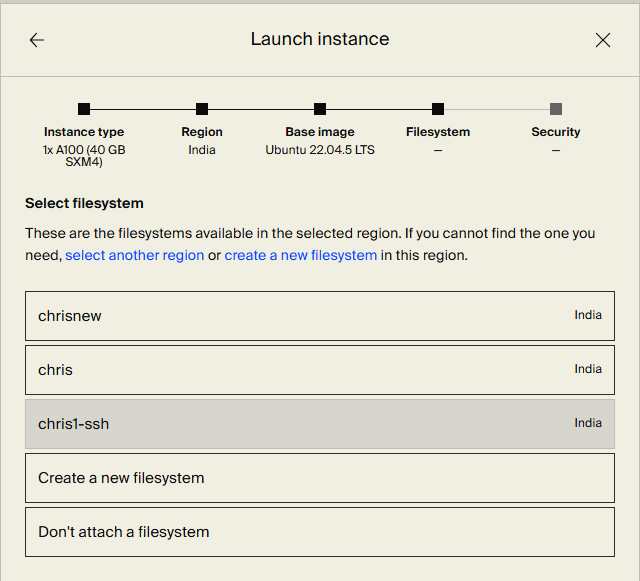 Launch instance
Instance type
1x A100 (40 GB
SXM4)
Region
India
Base image
Ubuntu 22.04.5 LTS
Filesystem
–
Security
–
Select filesystem
These are the filesystems available in the selected region. If you cannot find the one you
need, select another region or create a new filesystem in this region.
chrisnew India
chris India
chris1-ssh India
Create a new filesystem
Don't attach a filesystem